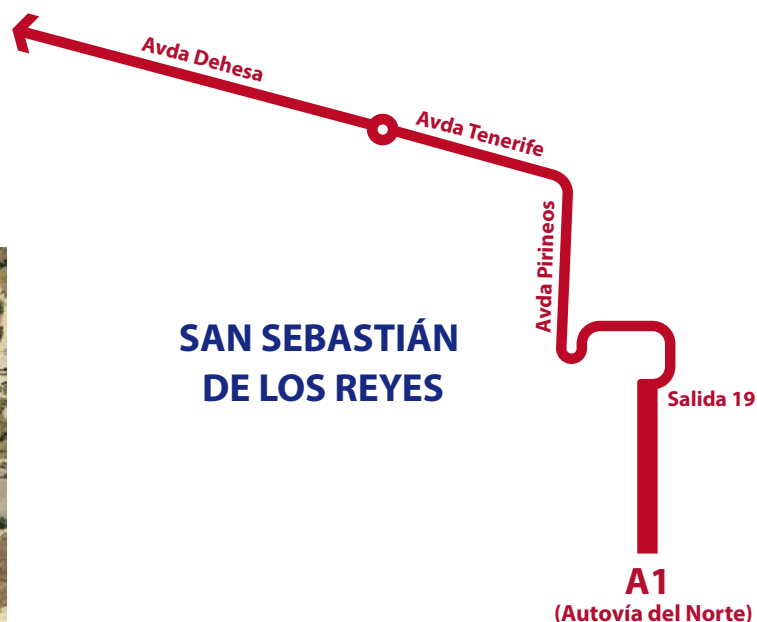 Avda Dehesa
Avda Tenerife
Avda Pirineos
SAN SEBASTIÁN
DE LOS REYES
Salida 19
A1
(Autovía del Norte)